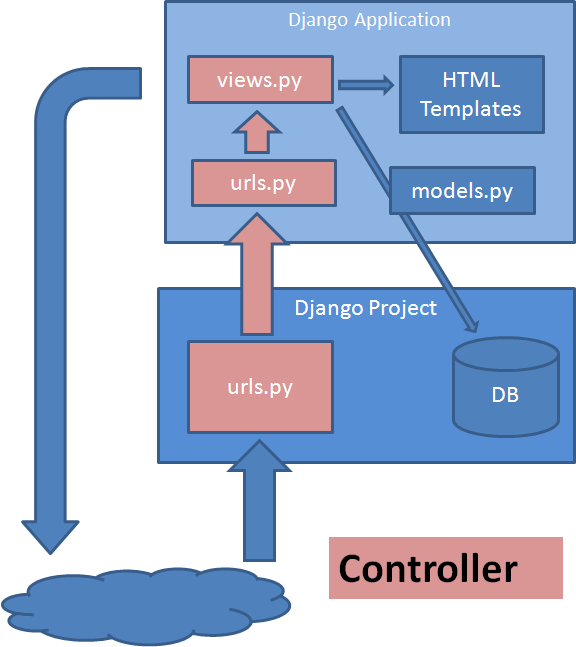 Django Application
views.py
HTML
Templates
urls.py
models.py
Django Project
urls.py
DB
Controller